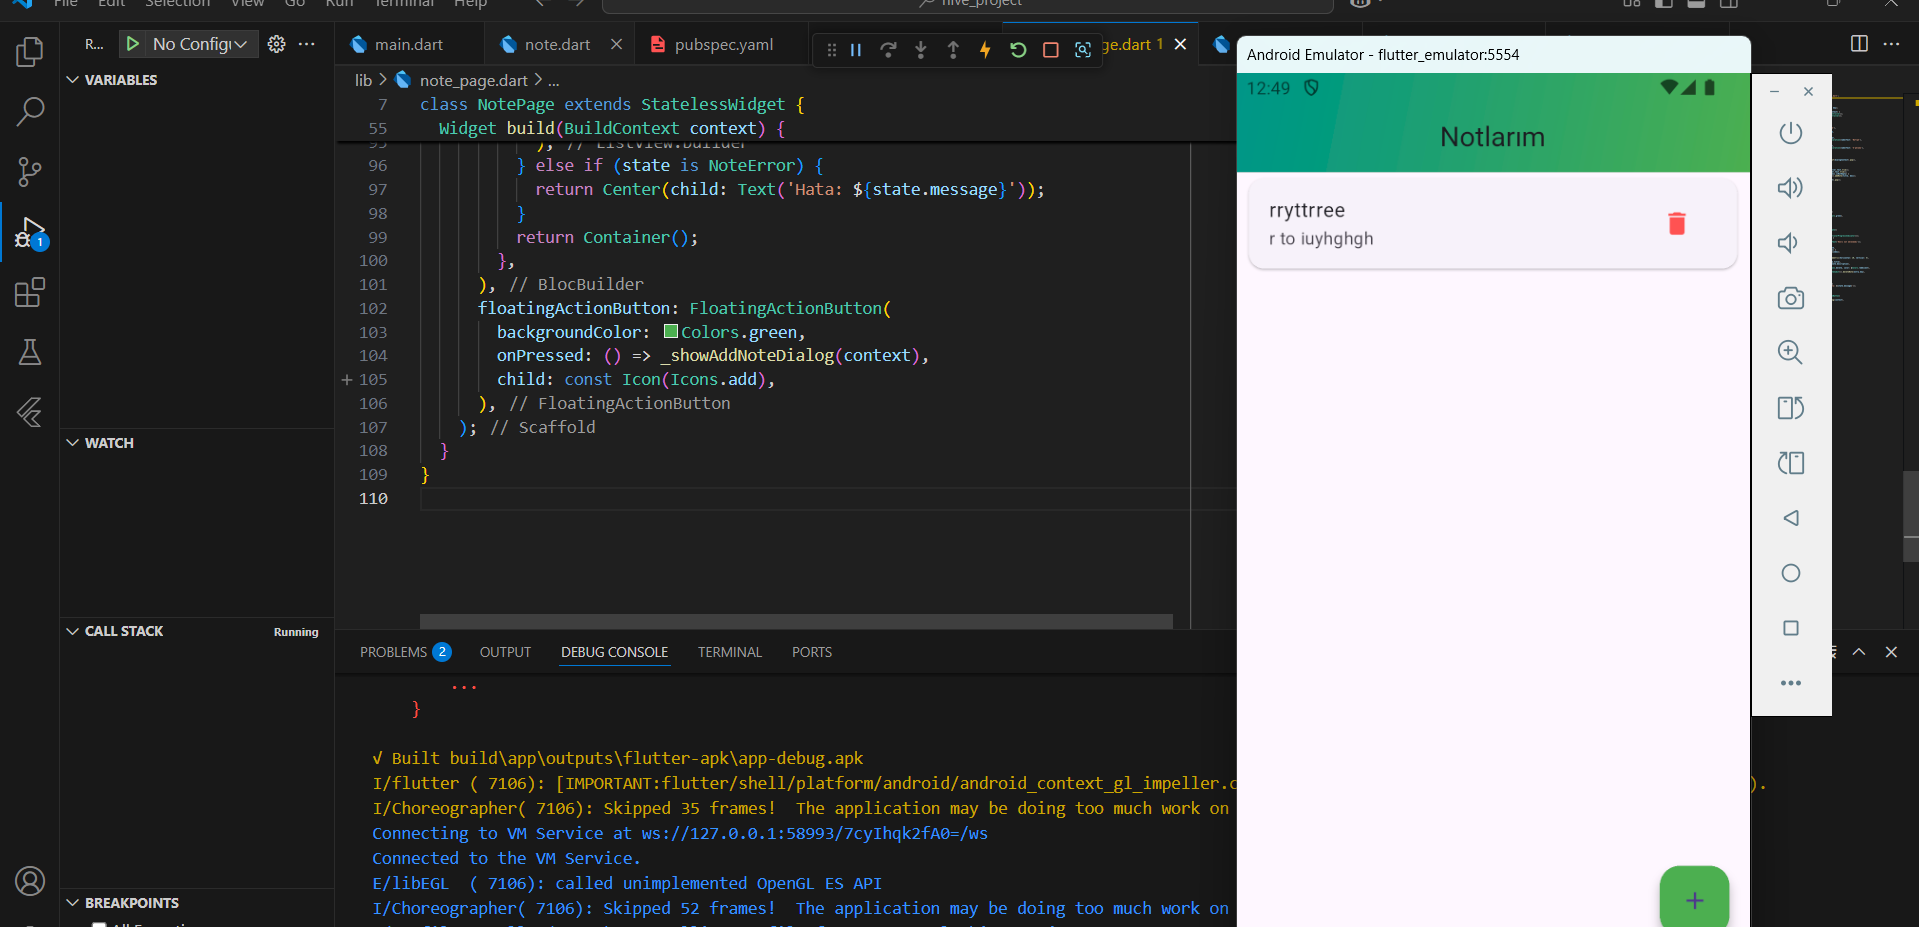 File Edit Selection View Go Run Terminal Help
hive_project
R...
No Config
main.dart
note.dart
pubspec.yaml
ge.dart 1
VARIABLES
WATCH
CALL STACK
Running
BREAKPOINTS
1
lib > note_page.dart > ...
7 class NotePage extends StatelessWidget {
55 Widget build(BuildContext context) {
95 ), // ListView.builder
96 } else if (state is NoteError) {
97 return Center(child: Text('Hata: ${state.message}'));
98 }
99 return Container();
100 },
101 ), // BlocBuilder
102 floatingActionButton: FloatingActionButton(
103 backgroundColor: Colors.green,
104 onPressed: () => _showAddNoteDialog(context),
105 child: const Icon(Icons.add),
106 ), // FloatingActionButton
107 ); // Scaffold
108 }
109 }
110
PROBLEMS 2
OUTPUT
DEBUG CONSOLE
TERMINAL
PORTS
...
}
√ Built build\app\outputs\flutter-apk\app-debug.apk
I/flutter ( 7106): [IMPORTANT:flutter/shell/platform/android/android_context_gl_impeller.c
).
I/Choreographer( 7106): Skipped 35 frames! The application may be doing too much work on
Connecting to VM Service at ws://127.0.0.1:58993/7cyIhqk2fA0=/ws
Connected to the VM Service.
E/libEGL ( 7106): called unimplemented OpenGL ES API
I/Choreographer( 7106): Skipped 52 frames! The application may be doing too much work on
Android Emulator - flutter_emulator:5554
12:49
Notlarım
rryttrree
r to iuyhghgh